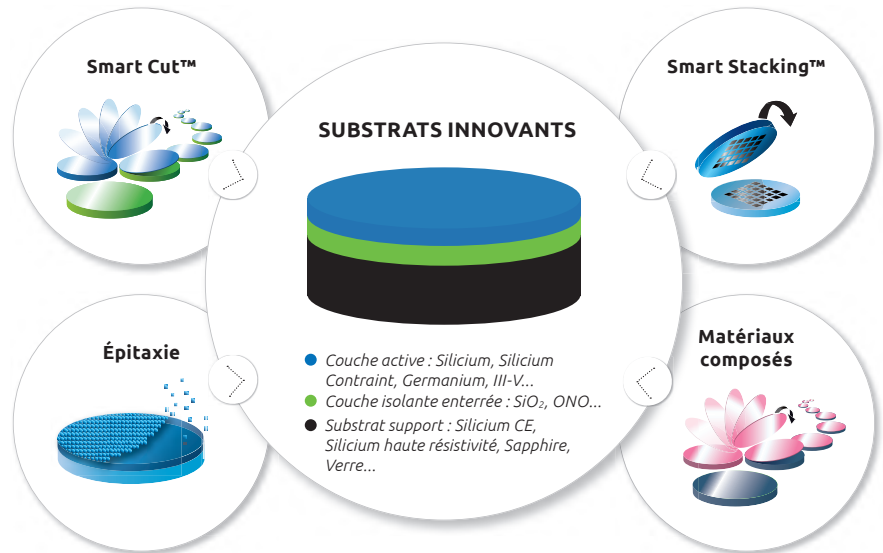 Smart Cut™
Smart Stacking™
SUBSTRATS INNOVANTS
Épitaxie
Matériaux
composés
Couche active : Silicium, Silicium
Contraint, Germanium, III-V...
Couche isolante enterrée : SiO₂, ONO...
Substrat support : Silicium CE,
Silicium haute résistivité, Sapphire,
Verre...